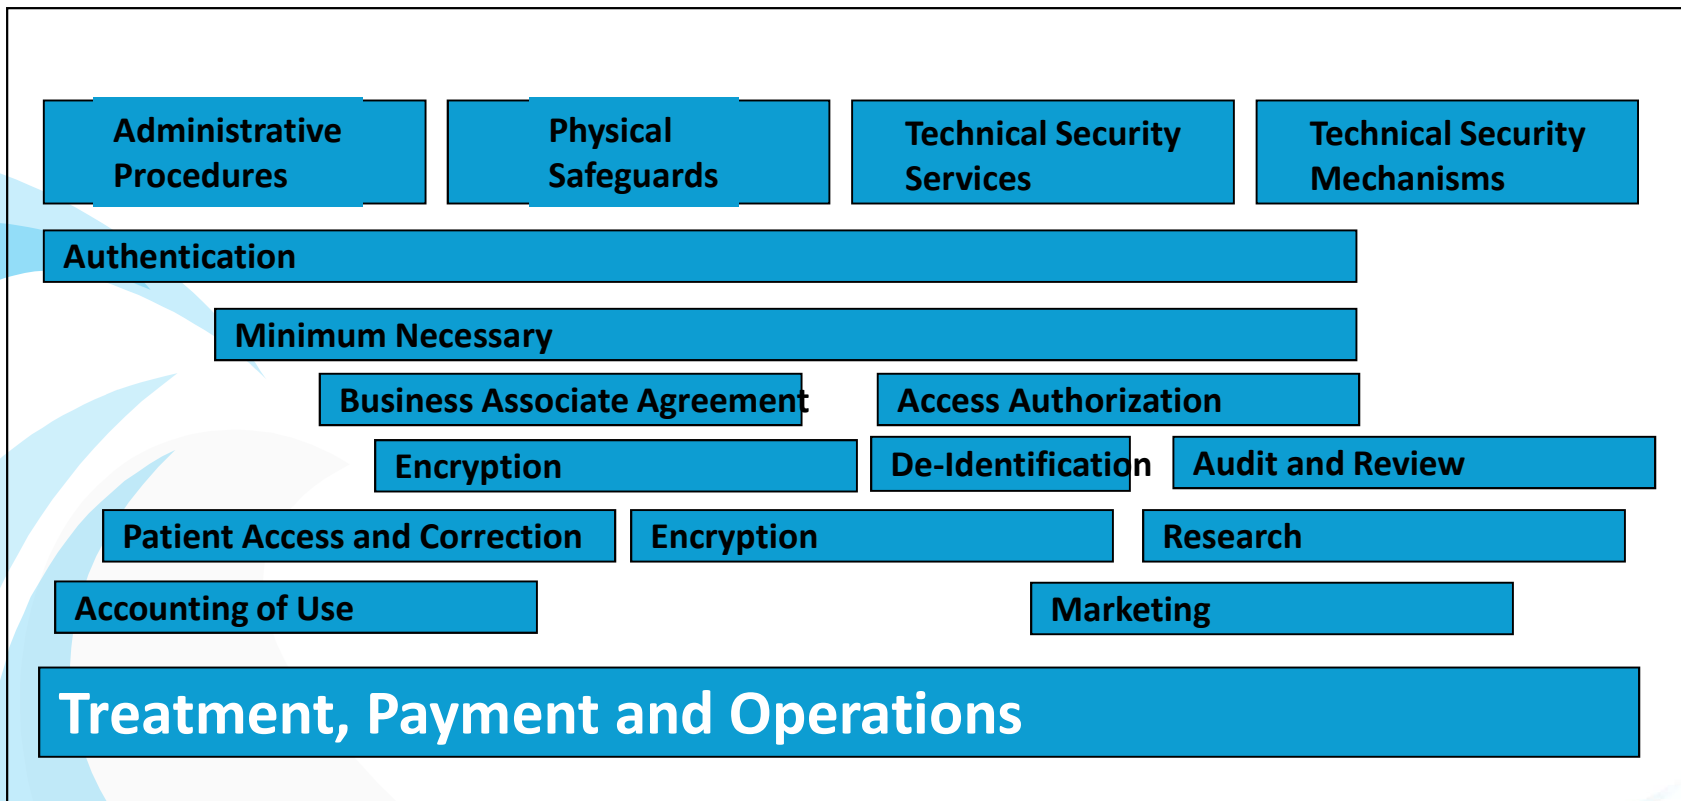 Administrative
Procedures
Physical
Safeguards
Technical Security
Services
Technical Security
Mechanisms
Authentication
Minimum Necessary
Business Associate Agreement
Access Authorization
Encryption
De-Identification
Audit and Review
Patient Access and Correction
Encryption
Research
Accounting of Use
Marketing
Treatment, Payment and Operations